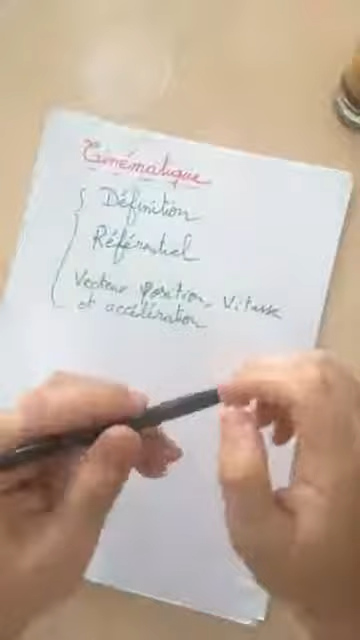 Cinématique
Définition
Référentiel
Vecteur position, Vitesse
et accélération